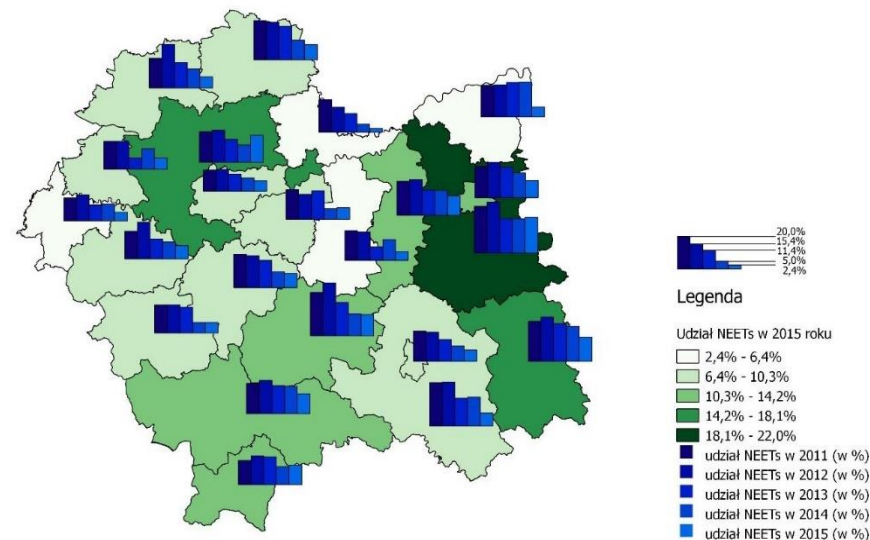 20,0%
15,4%
11,4%
5,0%
2,4%
Legenda
Udział NEETs w 2015 roku
2,4% - 6,4%
6,4% - 10,3%
10,3% - 14,2%
14,2% - 18,1%
18,1% - 22,0%
udział NEETs w 2011 (w %)
udział NEETs w 2012 (w %)
udział NEETs w 2013 (w %)
udział NEETs w 2014 (w %)
udział NEETs w 2015 (w %)